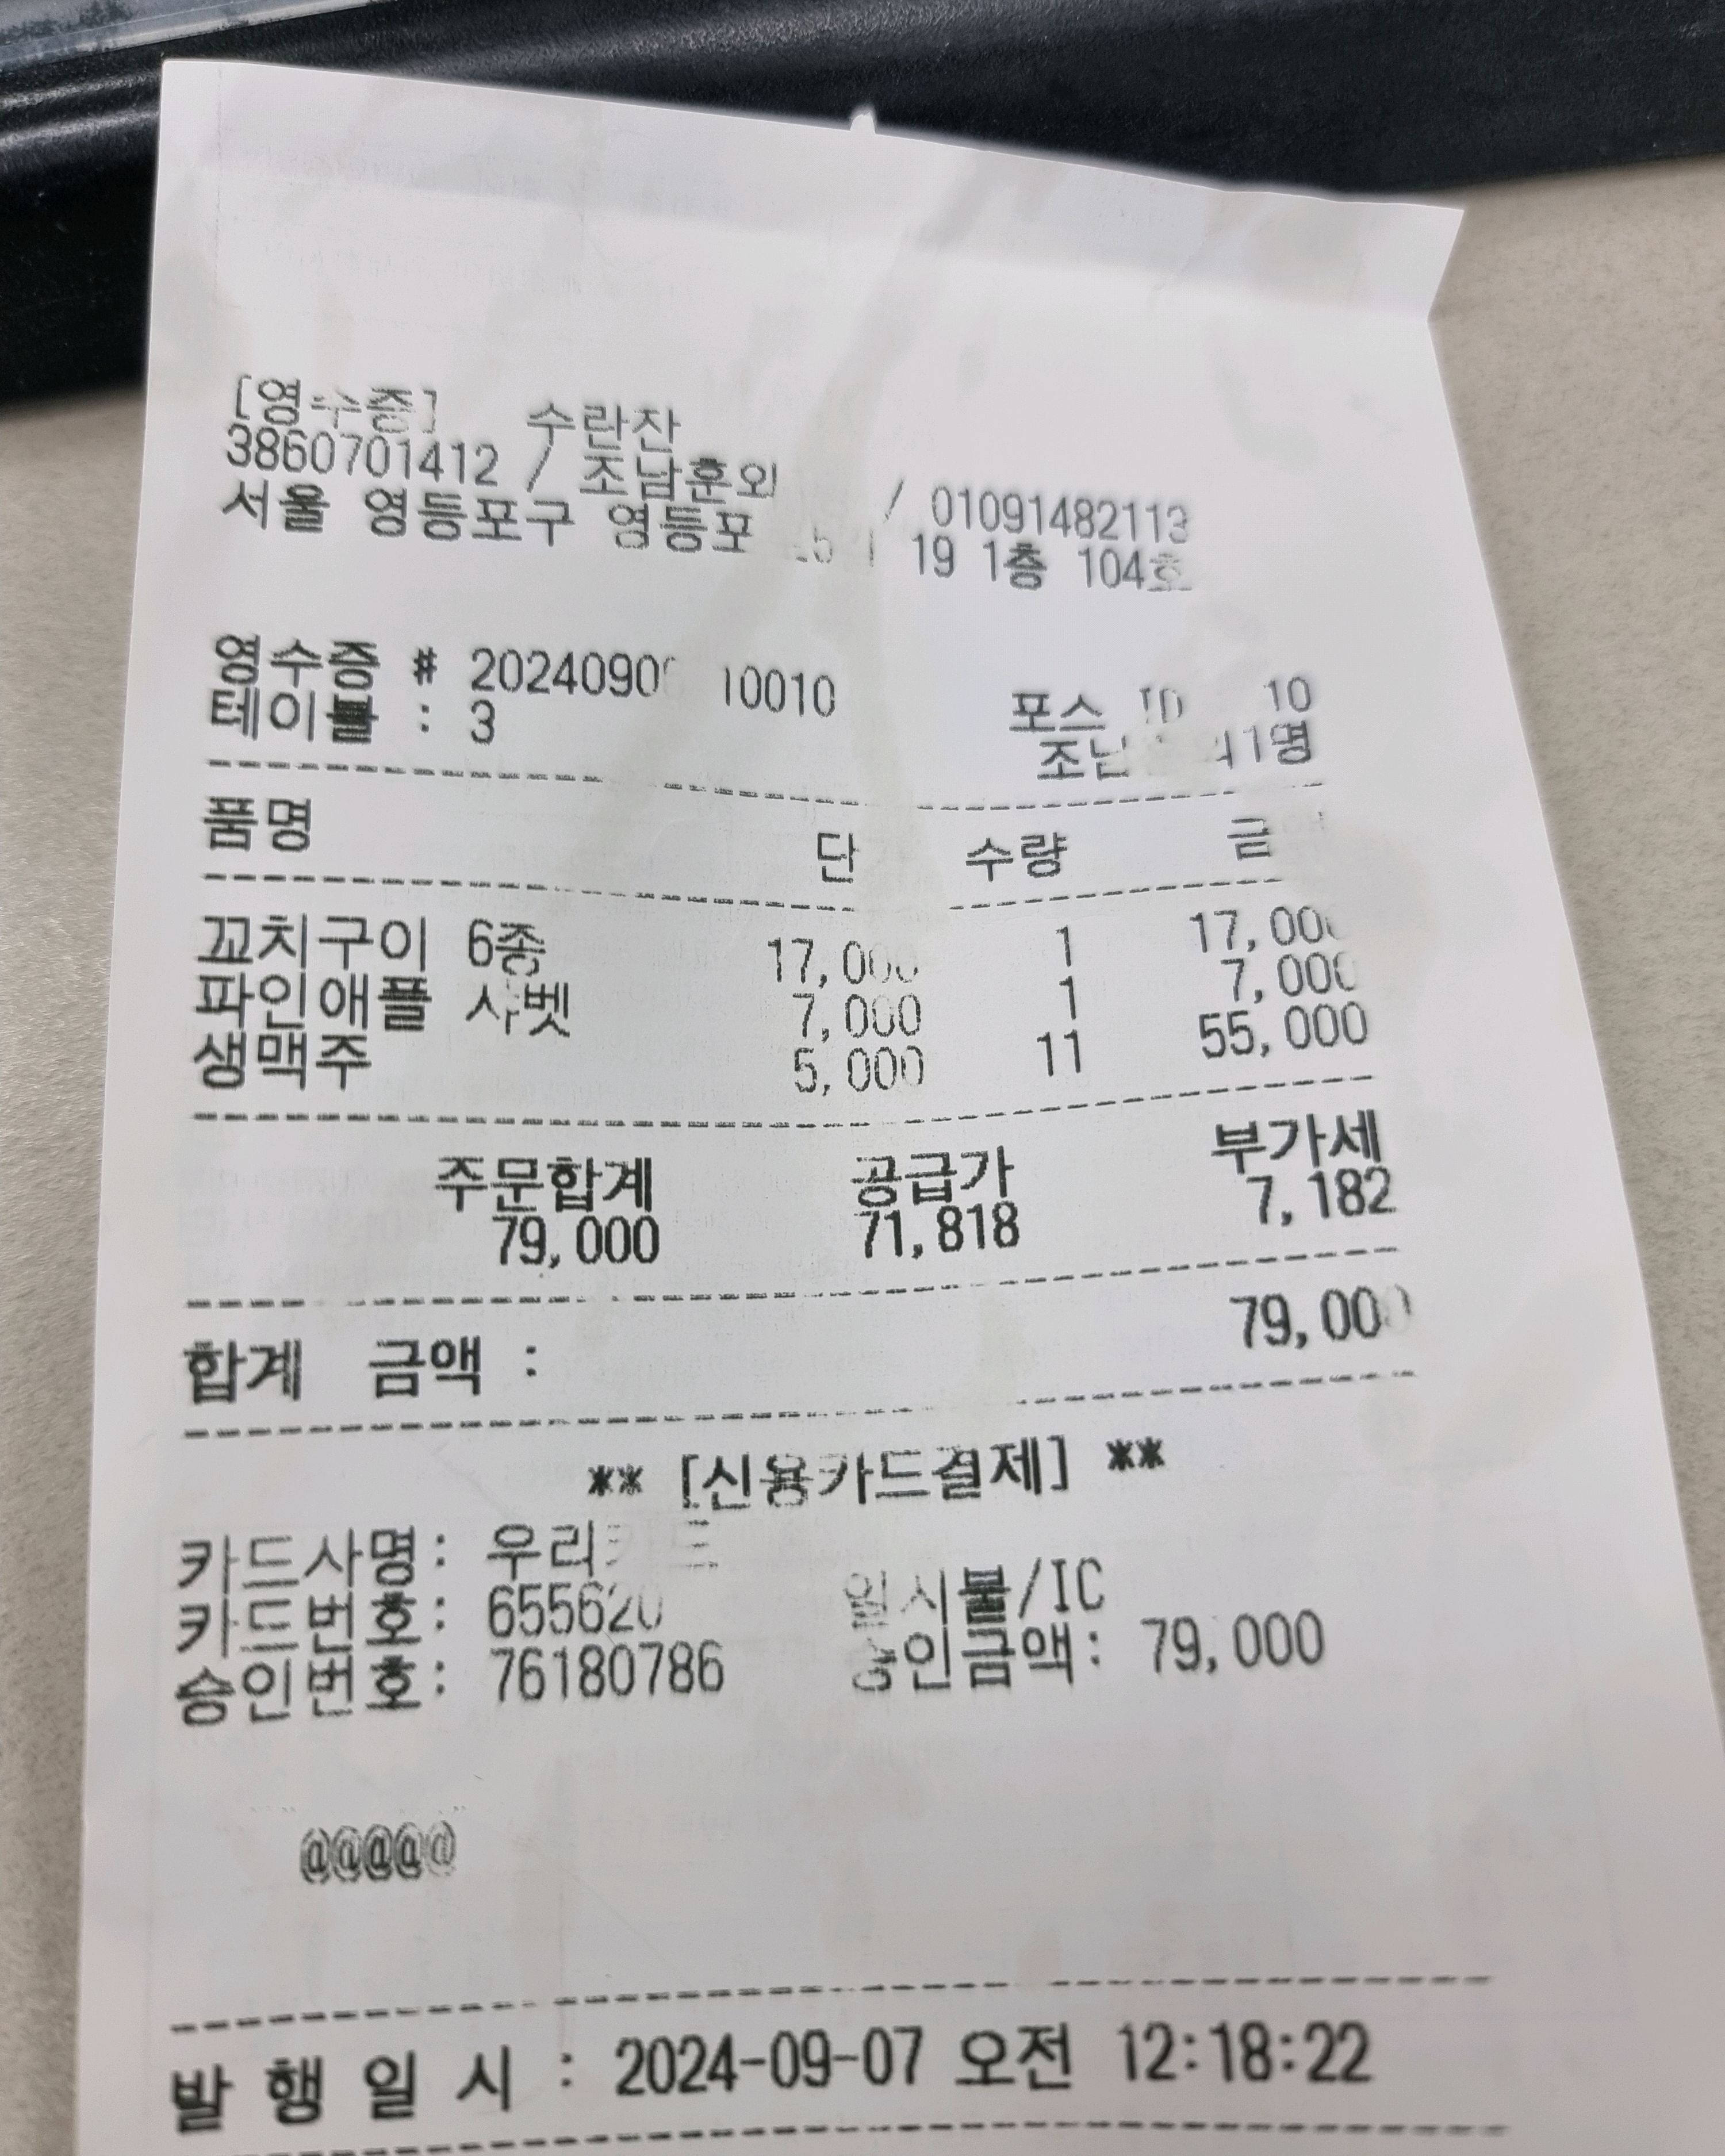 [영수증] 수란잔
3860701412 / 조남훈외 / 01091482113
서울 영등포구 영등포 19 1층 104호
영수증 # 10010 포스 ID 10
테이블 : 3 1명
품명 수량
꼬치구이 6종 17,000 1 17,000
파인애플 샤벳 7,000 1 7,000
생맥주 5,000 11 55,000
주문합계 공급가 부가세
79,000 71,818 7,182
합계 금액 : 79,000
** [신용카드결제] **
카드사명: 우리카드
카드번호: 655620 일시불/IC
승인번호: 76180786 승인금액: 79,000
@@@@@
발 행 일 시 : 2024-09-07 오전 12:18:22